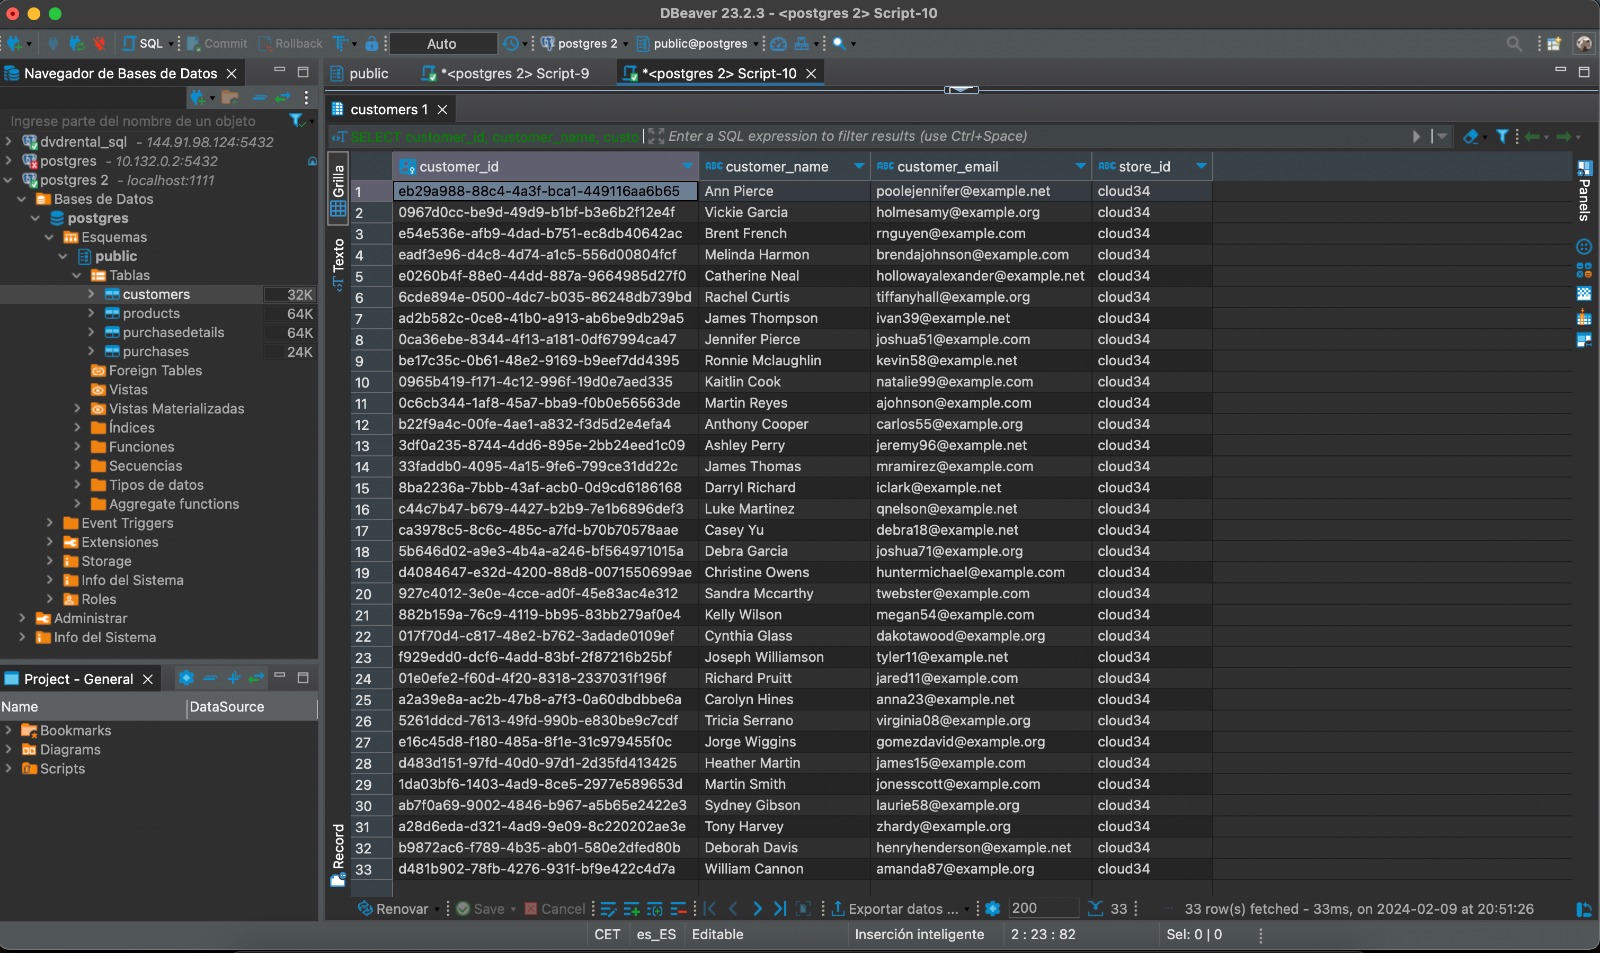 DBeaver 23.2.3 - <postgres 2> Script-10
SQL Commit Rollback Auto postgres 2 public@postgres
Navegador de Bases de Datos
public *<postgres 2> Script-9 *<postgres 2> Script-10
Ingrese parte del nombre de un objeto
dvdrental_sql - 144.91.98.124:5432
postgres - 10.132.0.2:5432
postgres 2 - localhost:1111
Bases de Datos
postgres
Esquemas
public
Tablas
customers 32K
products 64K
purchasedetails 64K
purchases 24K
Foreign Tables
Vistas
Vistas Materializadas
Índices
Funciones
Secuencias
Tipos de datos
Aggregate functions
Event Triggers
Extensiones
Storage
Info del Sistema
Roles
Administrar
Info del Sistema
Project - General
Name DataSource
Bookmarks
Diagrams
Scripts
customers 1
SELECT customer_id, customer_name, custo Enter a SQL expression to filter results (use Ctrl+Space)
Grilla
Texto
Record
Panels
customer_id ABC customer_name ABC customer_email ABC store_id
1 eb29a988-88c4-4a3f-bca1-449116aa6b65 Ann Pierce poolejennifer@example.net cloud34
2 0967d0cc-be9d-49d9-b1bf-b3e6b2f12e4f Vickie Garcia holmesamy@example.org cloud34
3 e54e536e-afb9-4dad-b751-ec8db40642ac Brent French rnguyen@example.com cloud34
4 eadf3e96-d4c8-4d74-a1c5-556d00804fcf Melinda Harmon brendajohnson@example.com cloud34
5 e0260b4f-88e0-44dd-887a-9664985d27f0 Catherine Neal hollowayalexander@example.net cloud34
6 6cde894e-0500-4dc7-b035-86248db739bd Rachel Curtis tiffanyhall@example.org cloud34
7 ad2b582c-0ce8-41b0-a913-ab6be9db29a5 James Thompson ivan39@example.net cloud34
8 0ca36ebe-8344-4f13-a181-0df67994ca47 Jennifer Pierce joshua51@example.com cloud34
9 be17c35c-0b61-48e2-9169-b9eef7dd4395 Ronnie Mclaughlin kevin58@example.net cloud34
10 0965b419-f171-4c12-996f-19d0e7aed335 Kaitlin Cook natalie99@example.com cloud34
11 0c6cb344-1af8-45a7-bba9-f0b0e56563de Martin Reyes ajohnson@example.com cloud34
12 b22f9a4c-00fe-4ae1-a832-f3d5d2e4efa4 Anthony Cooper carlos55@example.org cloud34
13 3df0a235-8744-4dd6-895e-2bb24eed1c09 Ashley Perry jeremy96@example.net cloud34
14 33faddb0-4095-4a15-9fe6-799ce31dd22c James Thomas mramirez@example.com cloud34
15 8ba2236a-7bbb-43af-acb0-0d9cd6186168 Darryl Richard iclark@example.net cloud34
16 c44c7b47-b679-4427-b2b9-7e1b6896def3 Luke Martinez qnelson@example.net cloud34
17 ca3978c5-8c6c-485c-a7fd-b70b70578aae Casey Yu debra18@example.net cloud34
18 5b646d02-a9e3-4b4a-a246-bf564971015a Debra Garcia joshua71@example.org cloud34
19 d4084647-e32d-4200-88d8-0071550699ae Christine Owens huntermichael@example.com cloud34
20 927c4012-3e0e-4cce-ad0f-45e83ac4e312 Sandra Mccarthy twebster@example.com cloud34
21 882b159a-76c9-4119-bb95-83bb279af0e4 Kelly Wilson megan54@example.com cloud34
22 017f70d4-c817-48e2-b762-3adade0109ef Cynthia Glass dakotawood@example.org cloud34
23 f929edd0-dcf6-4add-83bf-2f87216b25bf Joseph Williamson tyler11@example.net cloud34
24 01e0efe2-f60d-4f20-8318-2337031f196f Richard Pruitt jared11@example.com cloud34
25 a2a39e8a-ac2b-47b8-a7f3-0a60dbdbbe6a Carolyn Hines anna23@example.net cloud34
26 5261ddcd-7613-49fd-990b-e830be9c7cdf Tricia Serrano virginia08@example.org cloud34
27 e16c45d8-f180-485a-8f1e-31c979455f0c Jorge Wiggins gomezdavid@example.org cloud34
28 d483d151-97fd-40d0-97d1-2d35fd413425 Heather Martin james15@example.com cloud34
29 1da03bf6-1403-4ad9-8ce5-2977e589653d Martin Smith jonesscott@example.com cloud34
30 ab7f0a69-9002-4846-b967-a5b65e2422e3 Sydney Gibson laurie58@example.org cloud34
31 a28d6eda-d321-4ad9-9e09-8c220202ae3e Tony Harvey zhardy@example.org cloud34
32 b9872ac6-f789-4b35-ab01-580e2dfed80b Deborah Davis henryhenderson@example.net cloud34
33 d481b902-78fb-4276-931f-bf9e422c4d7a William Cannon amanda87@example.org cloud34
Renovar Save Cancel Exportar datos ... 200 33 33 row(s) fetched - 33ms, on 2024-02-09 at 20:51:26
CET es_ES Editable Inserción inteligente 2 : 23 : 82 Sel: 0 | 0